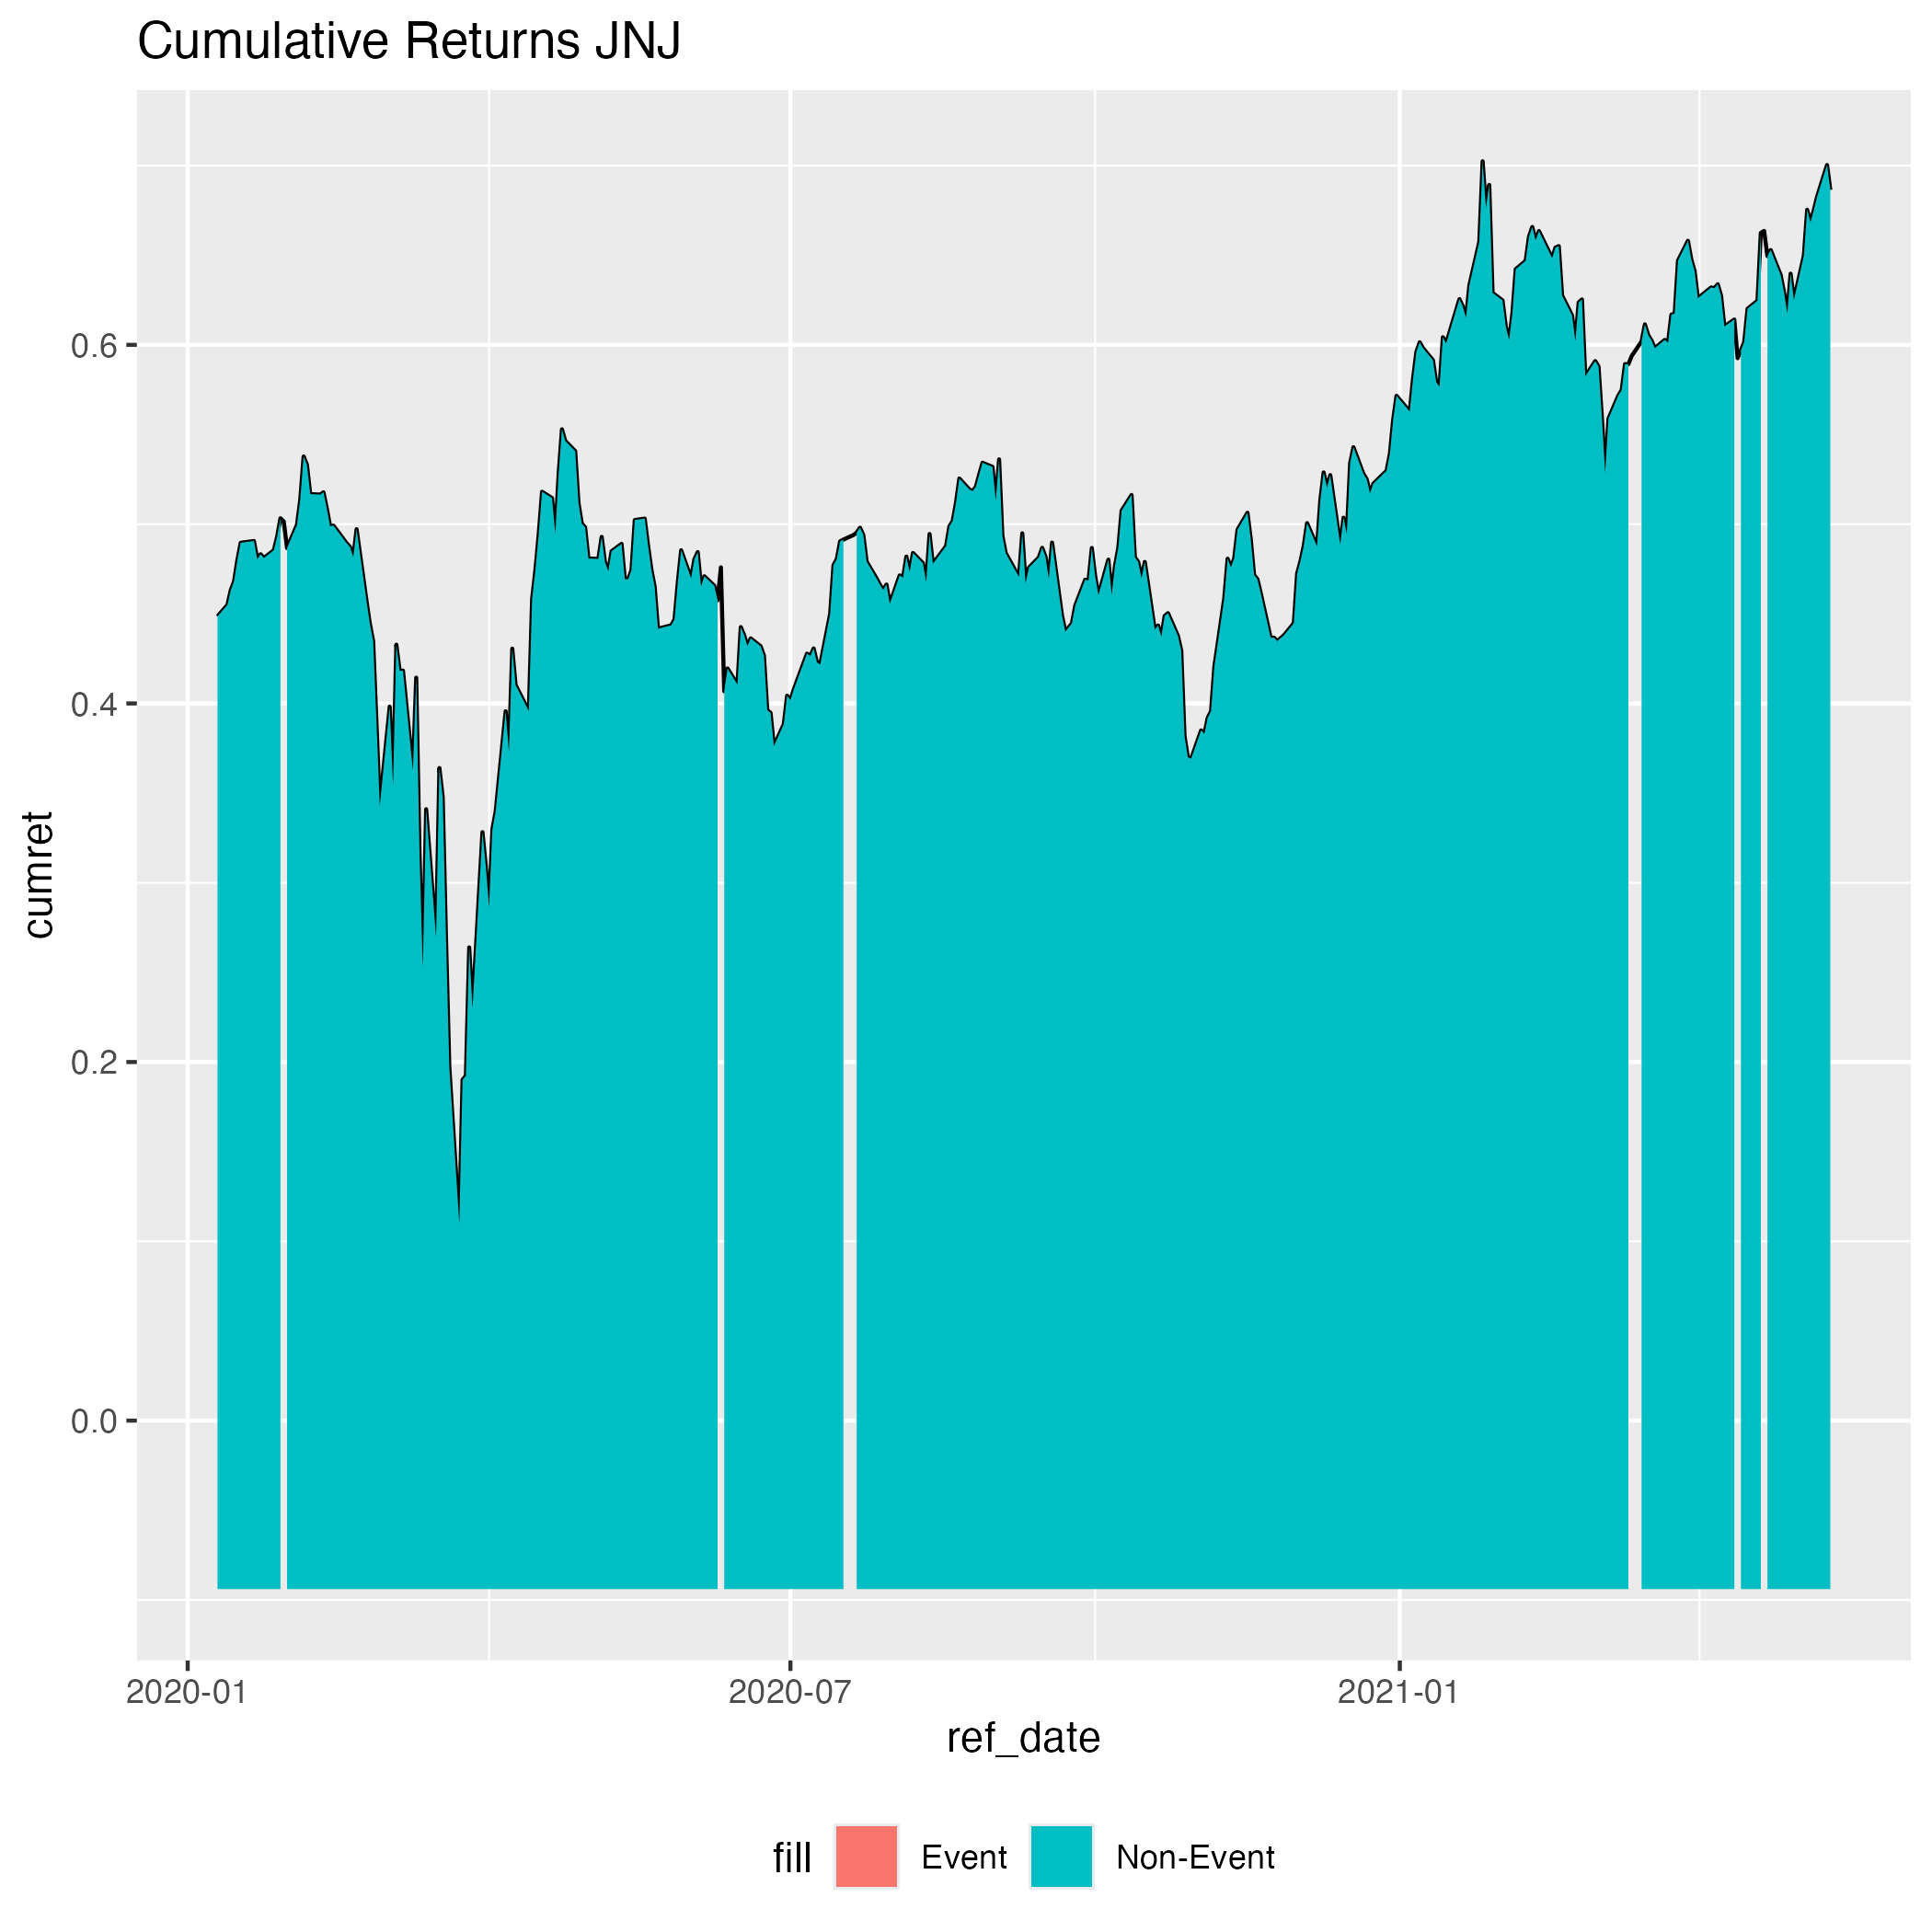 Cumulative Returns JNJ
0.6
0.4
0.2
0.0
cumret
2020-01 2020-07 2021-01
ref_date
fill Event Non-Event